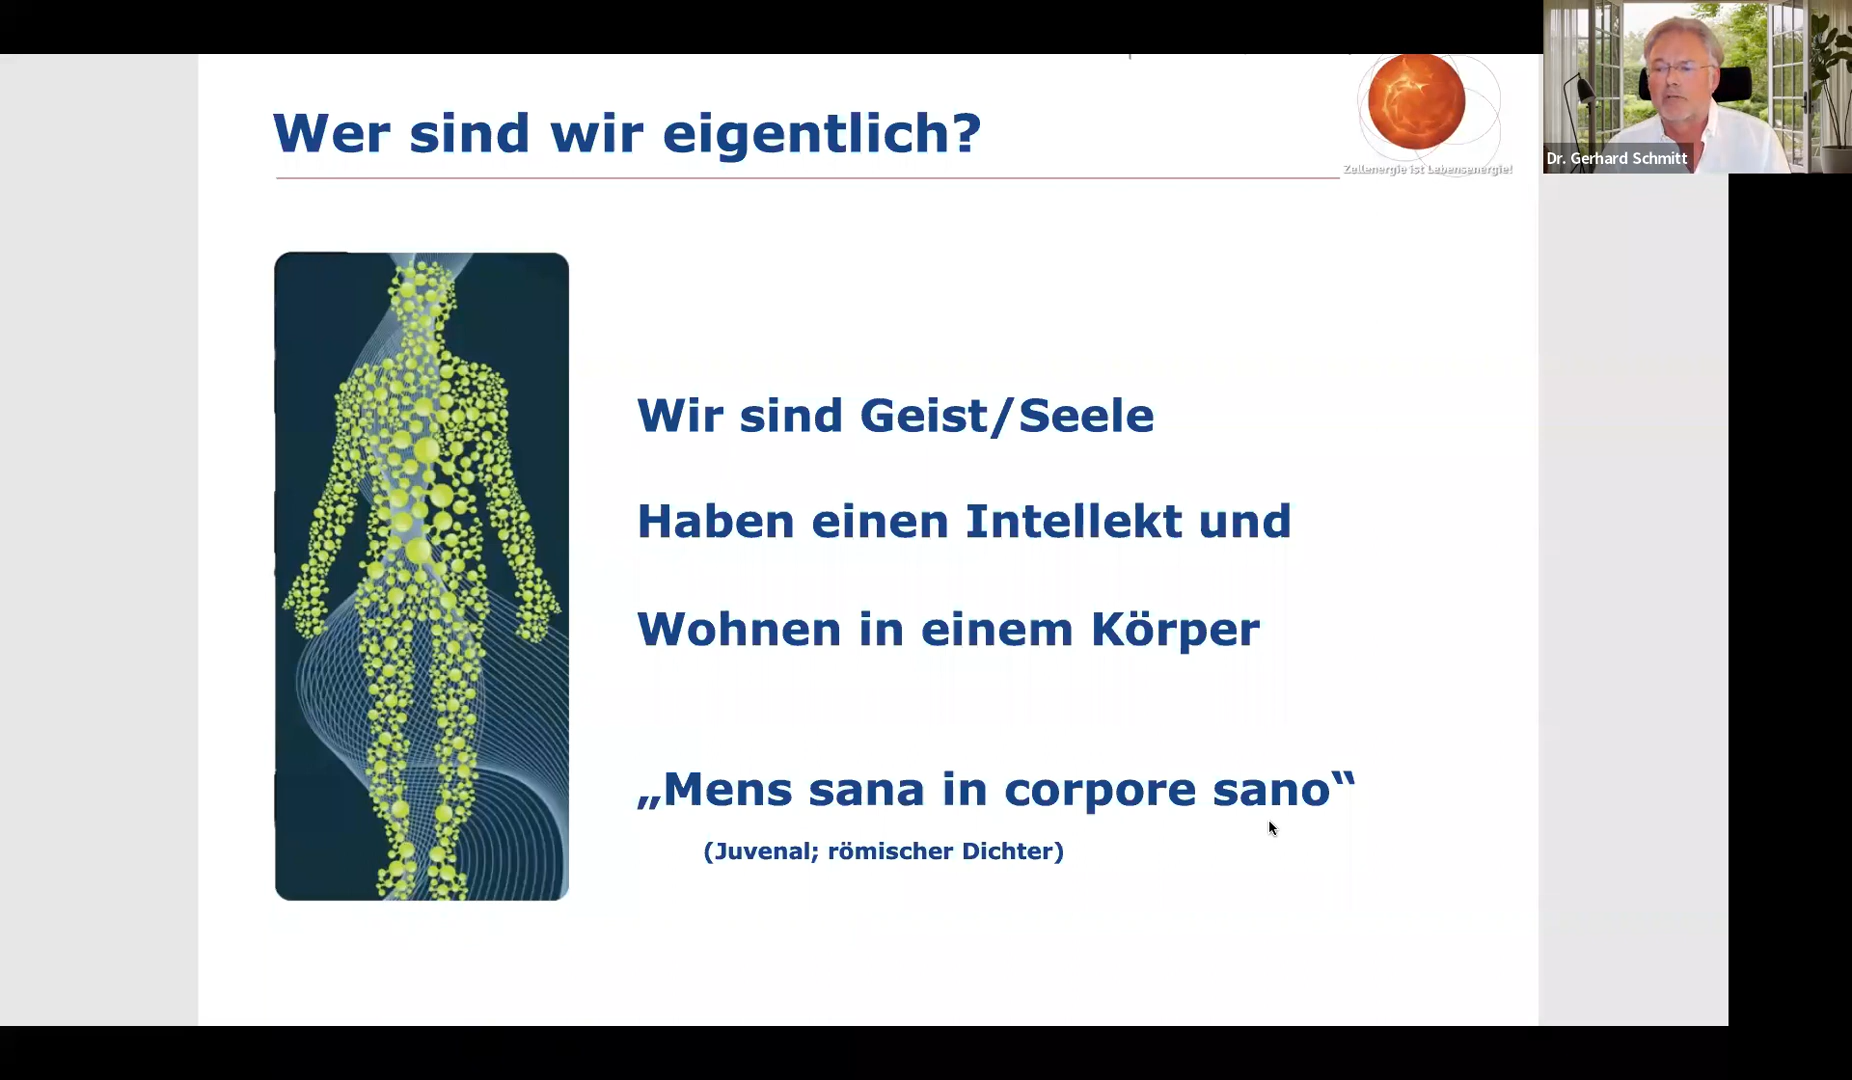 Wer sind wir eigentlich?
Zellenergie ist Lebensenergie!
Dr. Gerhard Schmitt
Wir sind Geist/Seele
Haben einen Intellekt und
Wohnen in einem Körper
„Mens sana in corpore sano“
(Juvenal; römischer Dichter)